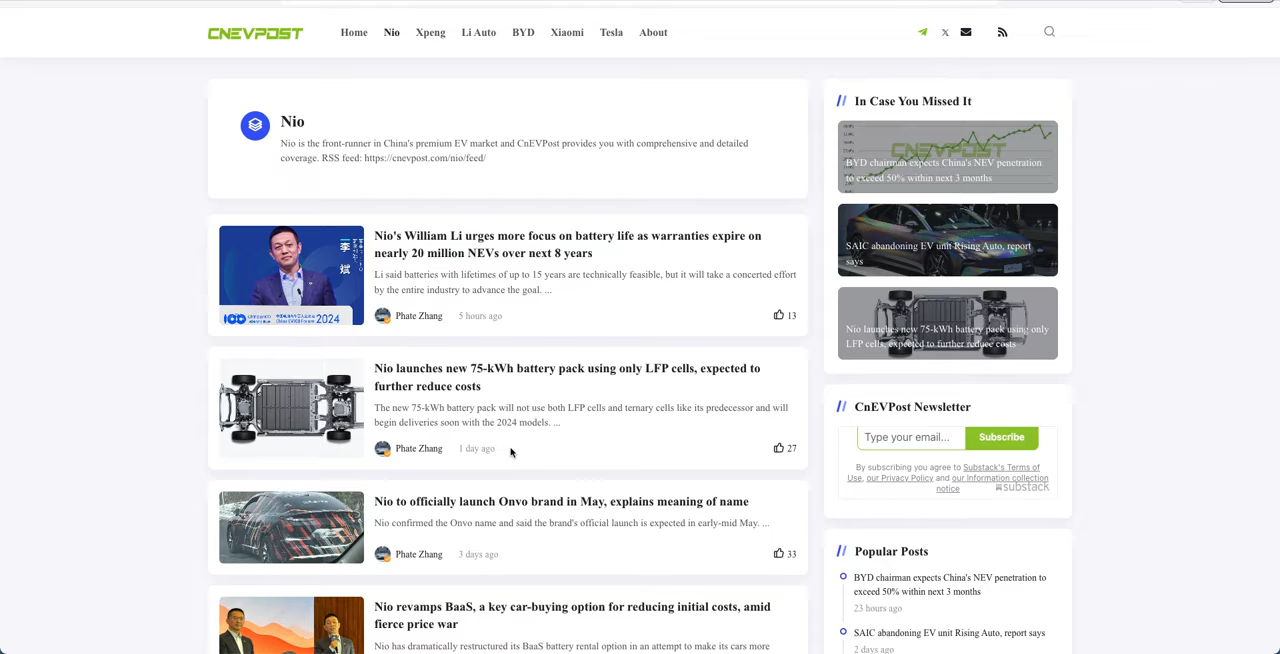 CNEVPOST
Home Nio Xpeng Li Auto BYD Xiaomi Tesla About
Nio
Nio is the front-runner in China's premium EV market and CnEVPost provides you with comprehensive and detailed
coverage. RSS feed: https://cnevpost.com/nio/feed/
李斌
2024
Nio's William Li urges more focus on battery life as warranties expire on
nearly 20 million NEVs over next 8 years
Li said batteries with lifetimes of up to 15 years are technically feasible, but it will take a concerted effort
by the entire industry to advance the goal. ...
Phate Zhang 5 hours ago 13
Nio launches new 75-kWh battery pack using only LFP cells, expected to
further reduce costs
The new 75-kWh battery pack will not use both LFP cells and ternary cells like its predecessor and will
begin deliveries soon with the 2024 models. ...
Phate Zhang 1 day ago 27
Nio to officially launch Onvo brand in May, explains meaning of name
Nio confirmed the Onvo name and said the brand's official launch is expected in early-mid May. ...
Phate Zhang 3 days ago 33
Nio revamps BaaS, a key car-buying option for reducing initial costs, amid
fierce price war
Nio has dramatically restructured its BaaS battery rental option in an attempt to make its cars more
In Case You Missed It
CNEVPOST
BYD chairman expects China's NEV penetration
to exceed 50% within next 3 months
SAIC abandoning EV unit Rising Auto, report
says
Nio launches new 75-kWh battery pack using only
LFP cells, expected to further reduce costs
CnEVPost Newsletter
Type your email...
Subscribe
By subscribing you agree to Substack's Terms of
Use, our Privacy Policy and our Information collection
notice
substack
Popular Posts
BYD chairman expects China's NEV penetration to
exceed 50% within next 3 months
23 hours ago
SAIC abandoning EV unit Rising Auto, report says
2 days ago